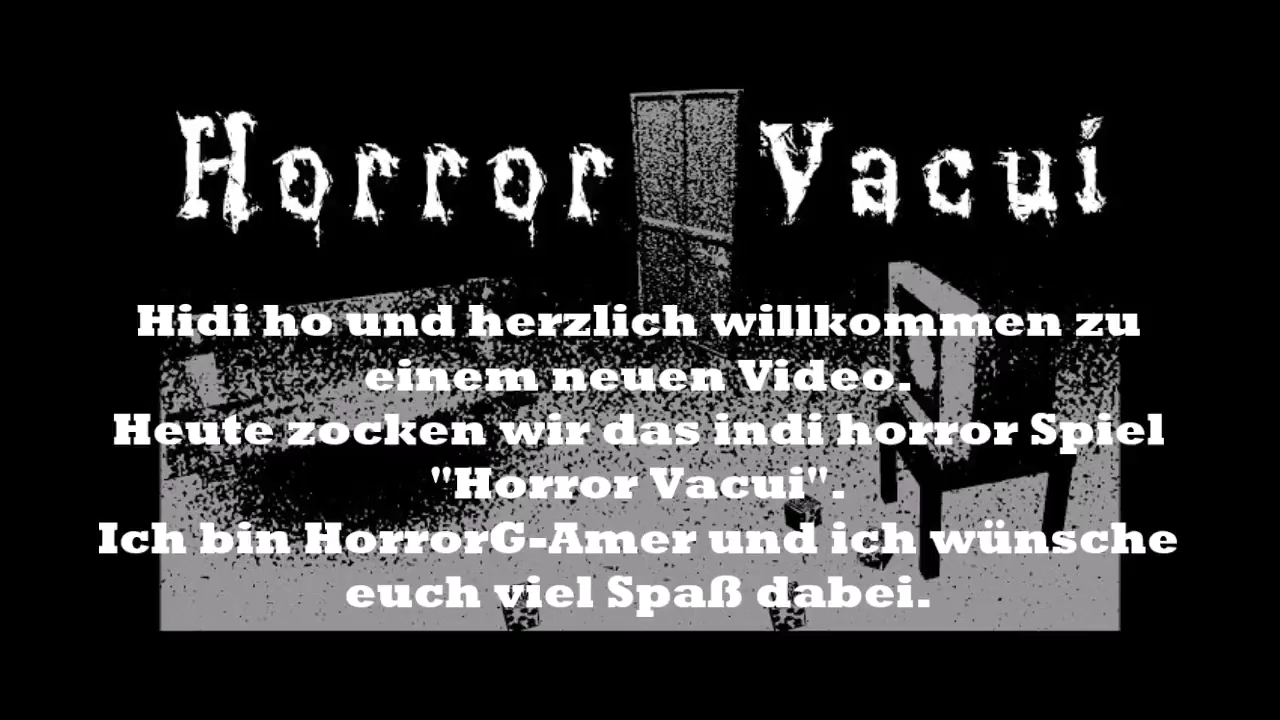 Horror Vacui
Hidi ho und herzlich willkommen zu
einem neuen Video.
Heute zocken wir das indi horror Spiel
"Horror Vacui".
Ich bin HorrorG-Amer und ich wünsche
euch viel Spaß dabei.